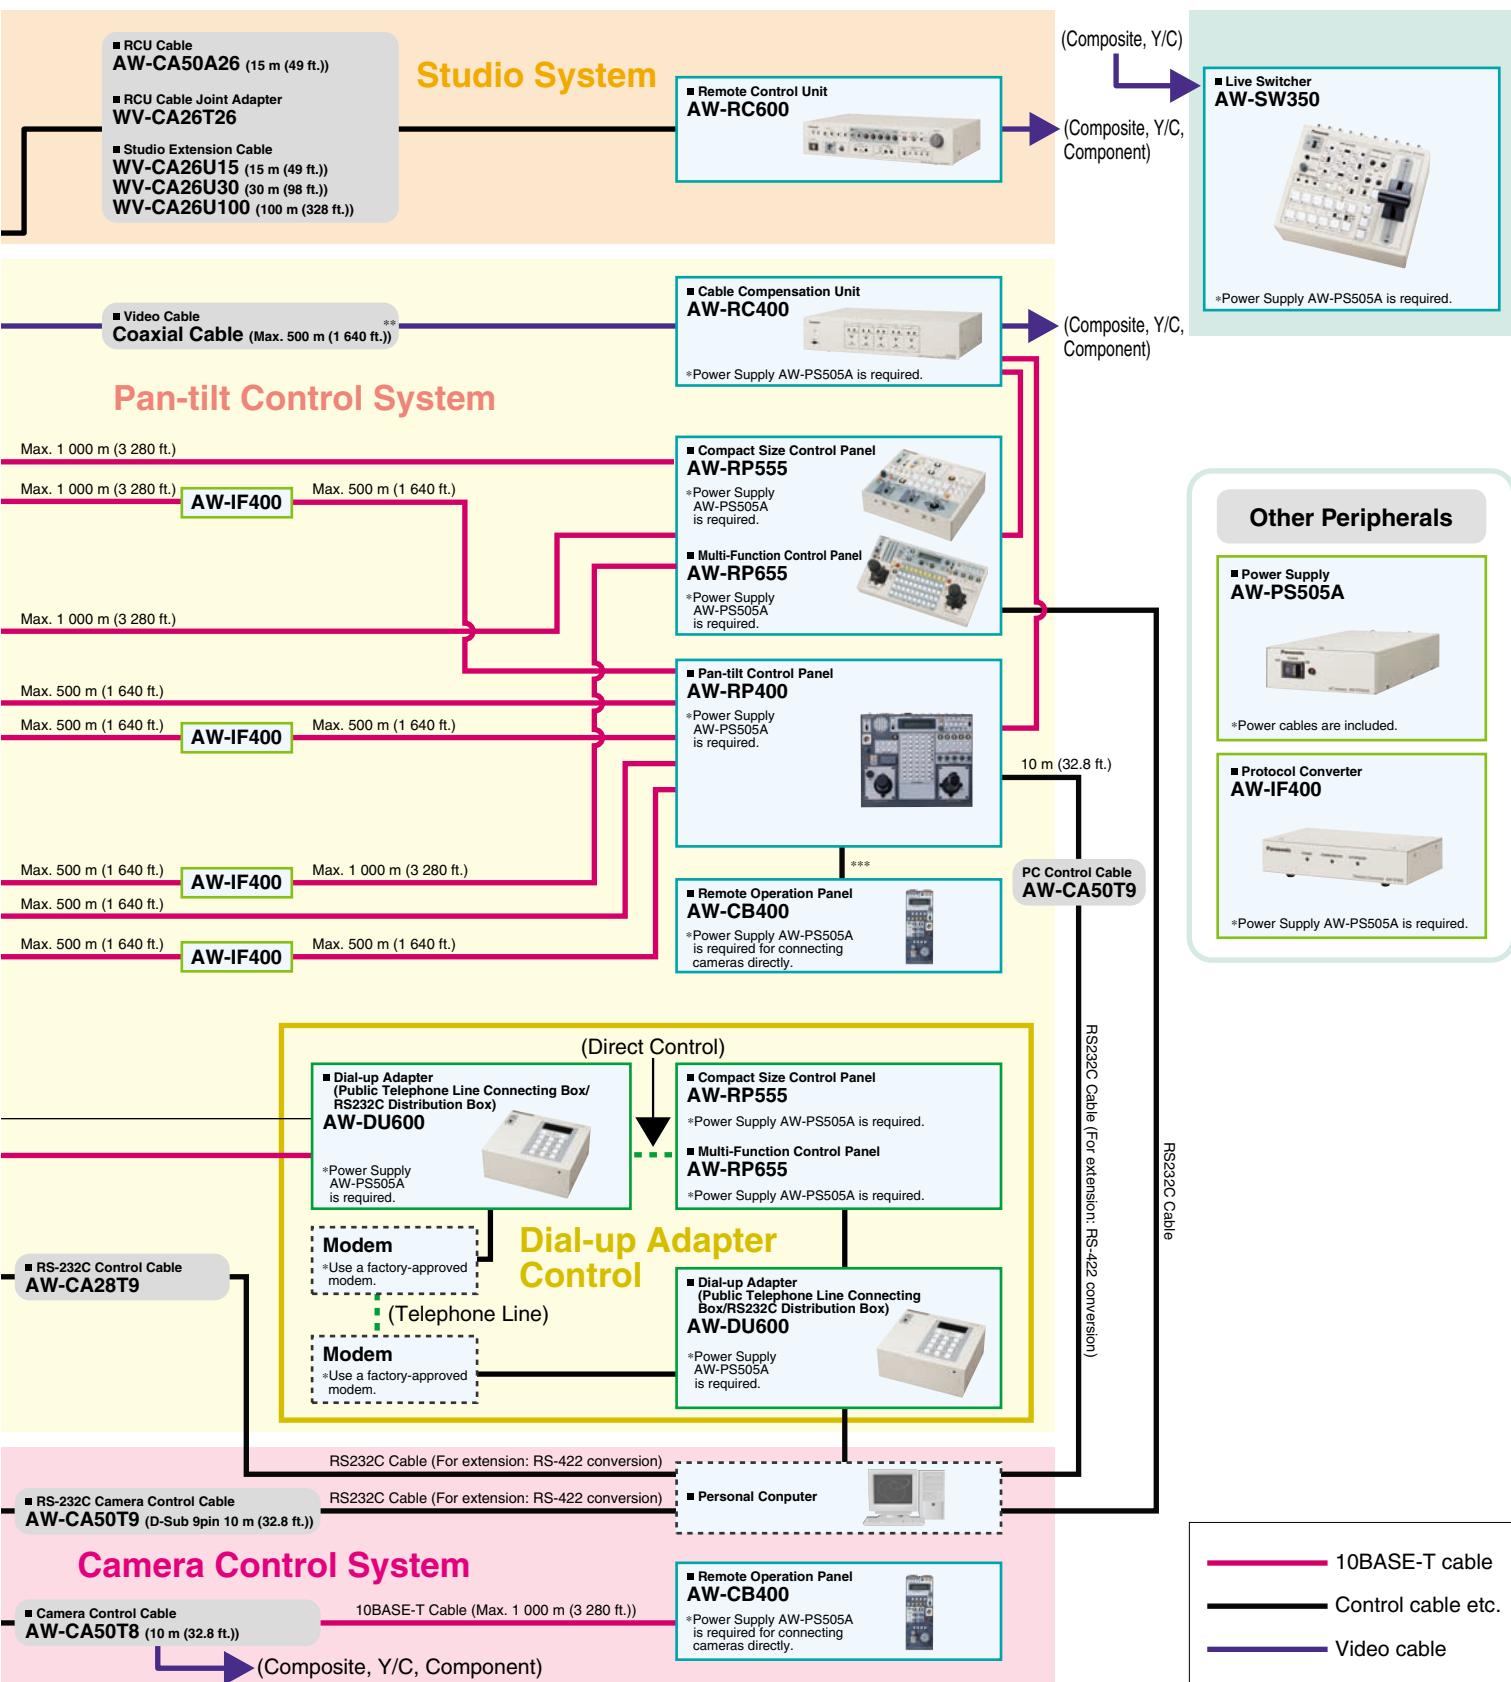 ■ RCU Cable
AW-CA50A26 (15 m (49 ft.))
■ RCU Cable Joint Adapter
WV-CA26T26
■ Studio Extension Cable
WV-CA26U15 (15 m (49 ft.))
WV-CA26U30 (30 m (98 ft.))
WV-CA26U100 (100 m (328 ft.))
Studio System
■ Remote Control Unit
AW-RC600
(Composite, Y/C)
(Composite, Y/C,
Component)
■ Live Switcher
AW-SW350
*Power Supply AW-PS505A is required.
■ Video Cable
Coaxial Cable (Max. 500 m (1 640 ft.))**
■ Cable Compensation Unit
AW-RC400
*Power Supply AW-PS505A is required.
(Composite, Y/C,
Component)
Pan-tilt Control System
Max. 1 000 m (3 280 ft.)
Max. 1 000 m (3 280 ft.)
AW-IF400
Max. 500 m (1 640 ft.)
Max. 1 000 m (3 280 ft.)
■ Compact Size Control Panel
AW-RP555
*Power Supply
AW-PS505A
is required.
■ Multi-Function Control Panel
AW-RP655
*Power Supply
AW-PS505A
is required.
Max. 500 m (1 640 ft.)
Max. 500 m (1 640 ft.)
AW-IF400
Max. 500 m (1 640 ft.)
■ Pan-tilt Control Panel
AW-RP400
*Power Supply
AW-PS505A
is required.
10 m (32.8 ft.)
***
Max. 500 m (1 640 ft.)
AW-IF400
Max. 1 000 m (3 280 ft.)
Max. 500 m (1 640 ft.)
Max. 500 m (1 640 ft.)
AW-IF400
Max. 500 m (1 640 ft.)
■ Remote Operation Panel
AW-CB400
*Power Supply AW-PS505A
is required for connecting
cameras directly.
PC Control Cable
AW-CA50T9
Other Peripherals
■ Power Supply
AW-PS505A
Panasonic
*Power cables are included.
■ Protocol Converter
AW-IF400
Panasonic
*Power Supply AW-PS505A is required.
(Direct Control)
■ Dial-up Adapter
(Public Telephone Line Connecting Box/
RS232C Distribution Box)
AW-DU600
*Power Supply
AW-PS505A
is required.
■ Compact Size Control Panel
AW-RP555
*Power Supply AW-PS505A is required.
■ Multi-Function Control Panel
AW-RP655
*Power Supply AW-PS505A is required.
Modem
*Use a factory-approved
modem.
Dial-up Adapter
Control
(Telephone Line)
Modem
*Use a factory-approved
modem.
■ Dial-up Adapter
(Public Telephone Line Connecting
Box/RS232C Distribution Box)
AW-DU600
*Power Supply
AW-PS505A
is required.
RS232C Cable (For extension: RS-422 conversion)
RS232C Cable
■ RS-232C Control Cable
AW-CA28T9
RS232C Cable (For extension: RS-422 conversion)
■ RS-232C Camera Control Cable
AW-CA50T9 (D-Sub 9pin 10 m (32.8 ft.))
RS232C Cable (For extension: RS-422 conversion)
■ Personal Conputer
Camera Control System
■ Camera Control Cable
AW-CA50T8 (10 m (32.8 ft.))
10BASE-T Cable (Max. 1 000 m (3 280 ft.))
(Composite, Y/C, Component)
■ Remote Operation Panel
AW-CB400
*Power Supply AW-PS505A
is required for connecting
cameras directly.
10BASE-T cable
Control cable etc.
Video cable